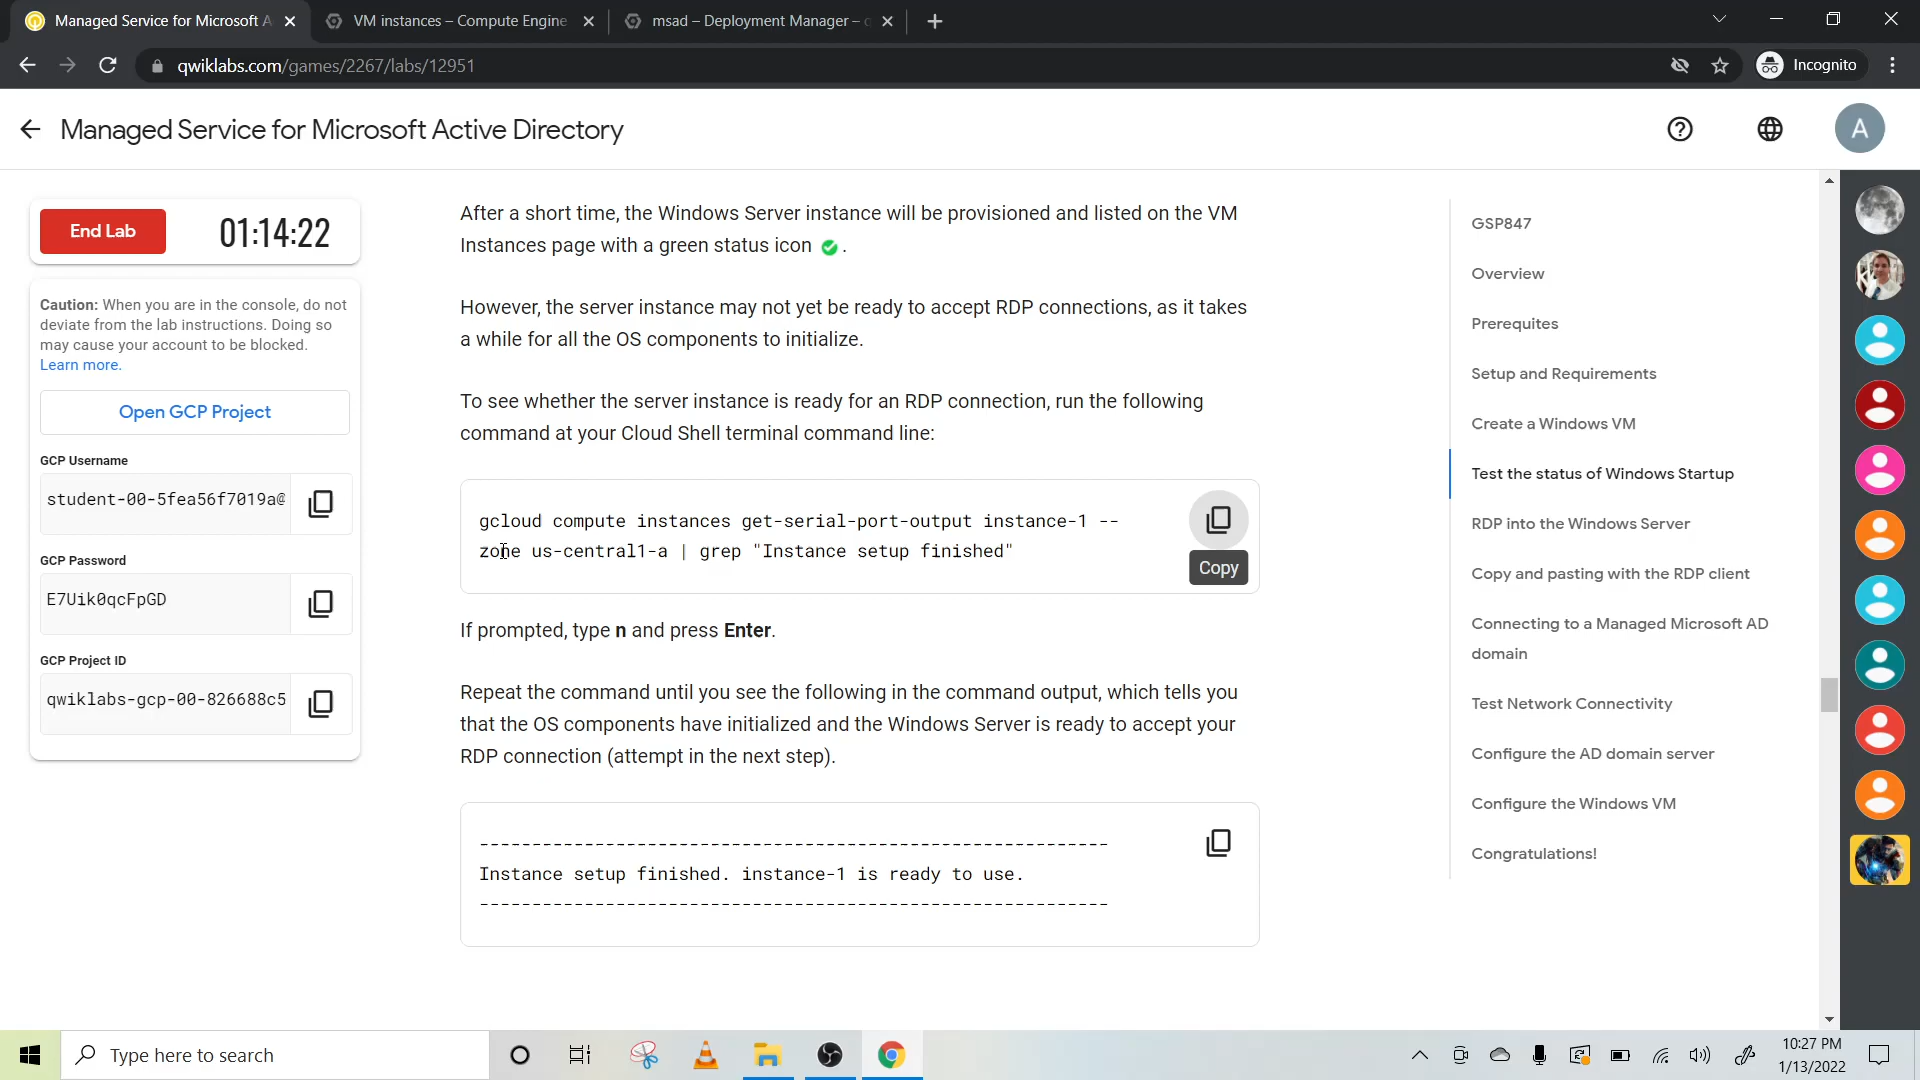 Managed Service for Microsoft A
VM instances – Compute Engine
msad – Deployment Manager –
qwiklabs.com/games/2267/labs/12951
Incognito
Managed Service for Microsoft Active Directory
A
End Lab
01:14:22
Caution: When you are in the console, do not
deviate from the lab instructions. Doing so
may cause your account to be blocked.
Learn more.
Open GCP Project
GCP Username
student-00-5fea56f7019a@
GCP Password
E7Uik0qcFpGD
GCP Project ID
qwiklabs-gcp-00-826688c5
After a short time, the Windows Server instance will be provisioned and listed on the VM
Instances page with a green status icon .
However, the server instance may not yet be ready to accept RDP connections, as it takes
a while for all the OS components to initialize.
To see whether the server instance is ready for an RDP connection, run the following
command at your Cloud Shell terminal command line:
gcloud compute instances get-serial-port-output instance-1 --
zone us-central1-a | grep "Instance setup finished"
Copy
If prompted, type n and press Enter.
Repeat the command until you see the following in the command output, which tells you
that the OS components have initialized and the Windows Server is ready to accept your
RDP connection (attempt in the next step).
------------------------------------------------------------
Instance setup finished. instance-1 is ready to use.
------------------------------------------------------------
GSP847
Overview
Prerequites
Setup and Requirements
Create a Windows VM
Test the status of Windows Startup
RDP into the Windows Server
Copy and pasting with the RDP client
Connecting to a Managed Microsoft AD
domain
Test Network Connectivity
Configure the AD domain server
Configure the Windows VM
Congratulations!
Type here to search
10:27 PM
1/13/2022